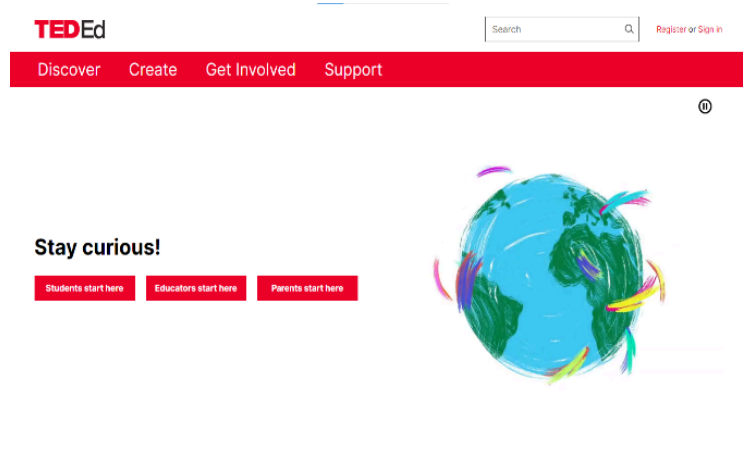 TEDEd
Search
Register or Sign in
Discover Create Get Involved Support
Stay curious!
Students start here Educators start here Parents start here